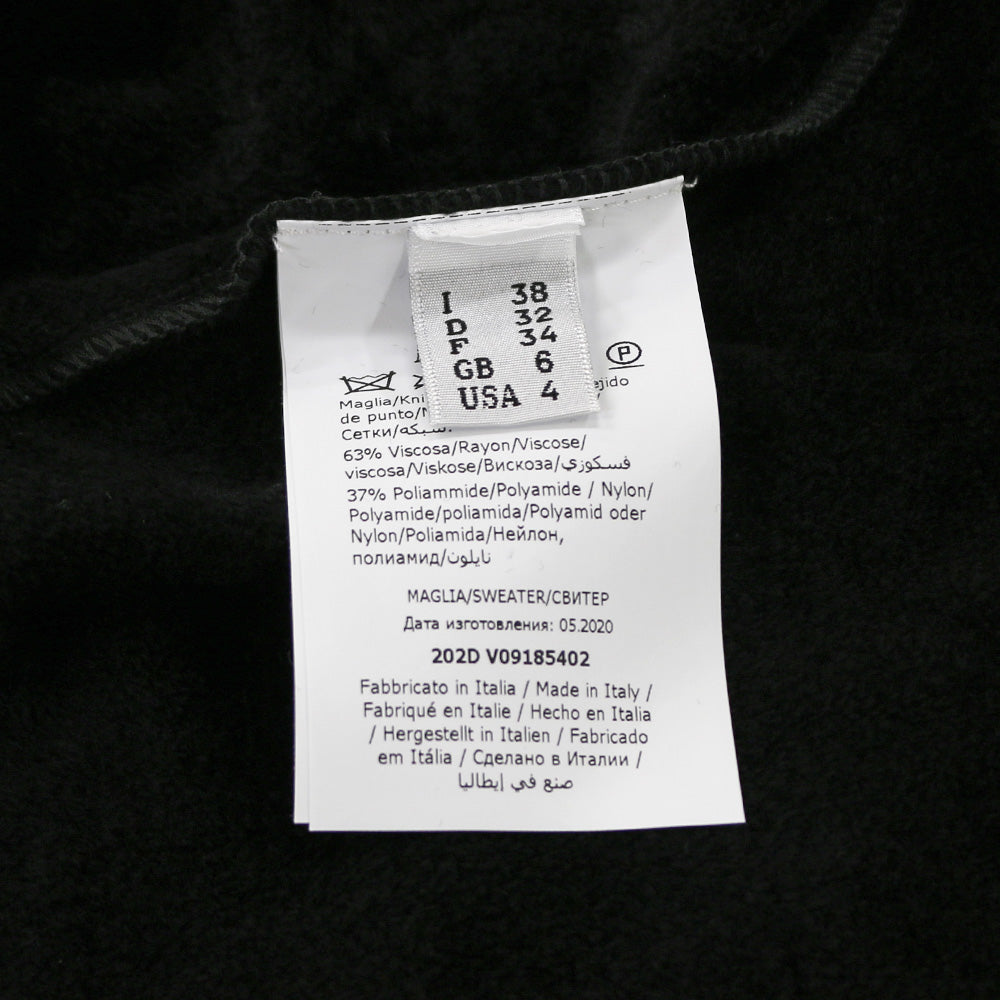 I 38
D 32
F 34
GB 6
USA 4
P
Maglia/Kni ejido
de punto/
Сетки/شبكه.
63% Viscosa/Rayon/Viscose/
viscosa/Viskose/Вискоза/فسكوزي
37% Poliammide/Polyamide / Nylon/
Polyamide/poliamida/Polyamid oder
Nylon/Poliamida/Нейлон,
полиамид/نايلون
MAGLIA/SWEATER/СВИТЕР
Дата изготовления: 05.2020
202D V09185402
Fabbricato in Italia / Made in Italy /
Fabriqué en Italie / Hecho en Italia
/ Hergestellt in Italien / Fabricado
em Itália / Сделано в Италии /
صنع في إيطاليا